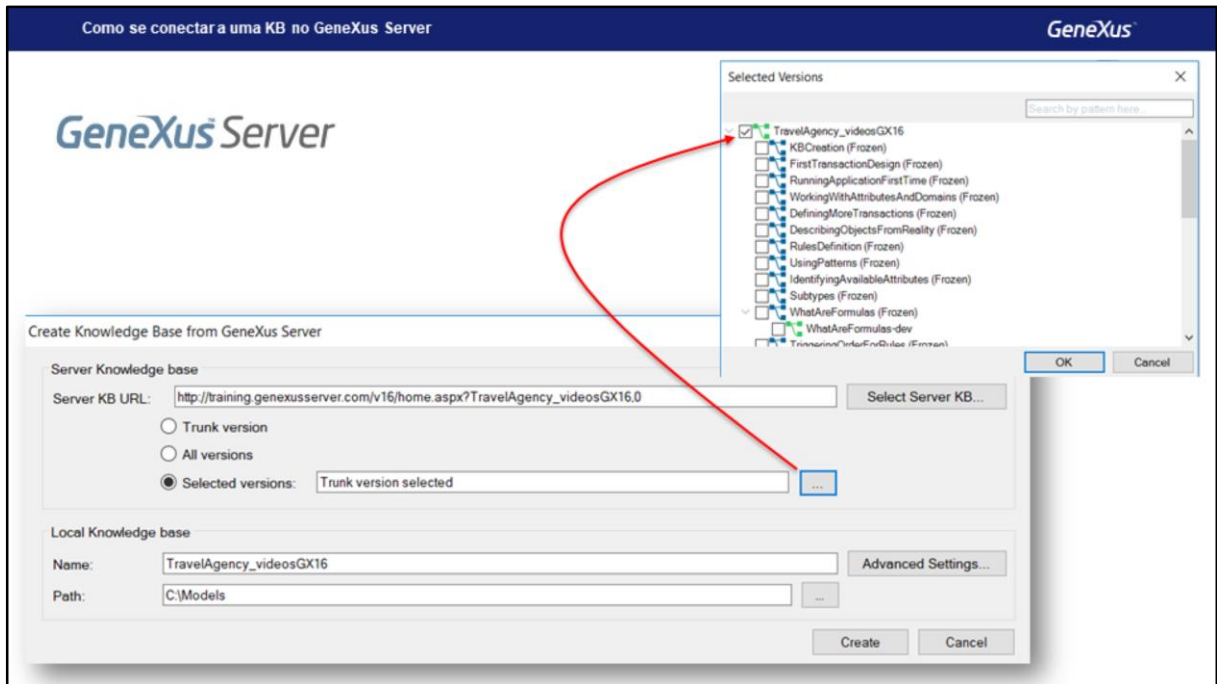 Como se conectar a uma KB no GeneXus Server
GeneXus™
GeneXus™ Server
Selected Versions
Search by pattern here...
TravelAgency_videosGX16
KBCreation (Frozen)
FirstTransactionDesign (Frozen)
RunningApplicationFirstTime (Frozen)
WorkingWithAttributesAndDomains (Frozen)
DefiningMoreTransactions (Frozen)
DescribingObjectsFromReality (Frozen)
RulesDefinition (Frozen)
UsingPatterns (Frozen)
IdentifyingAvailableAttributes (Frozen)
Subtypes (Frozen)
WhatAreFormulas (Frozen)
WhatAreFormulas-dev
TriggeringOrderForRules (Frozen)
OK Cancel
Create Knowledge Base from GeneXus Server
Server Knowledge base
Server KB URL: http://training.genexusserver.com/v16/home.aspx?TravelAgency_videosGX16,0 Select Server KB...
Trunk version
All versions
Selected versions: Trunk version selected ...
Local Knowledge base
Name: TravelAgency_videosGX16 Advanced Settings...
Path: C:\Models ...
Create Cancel